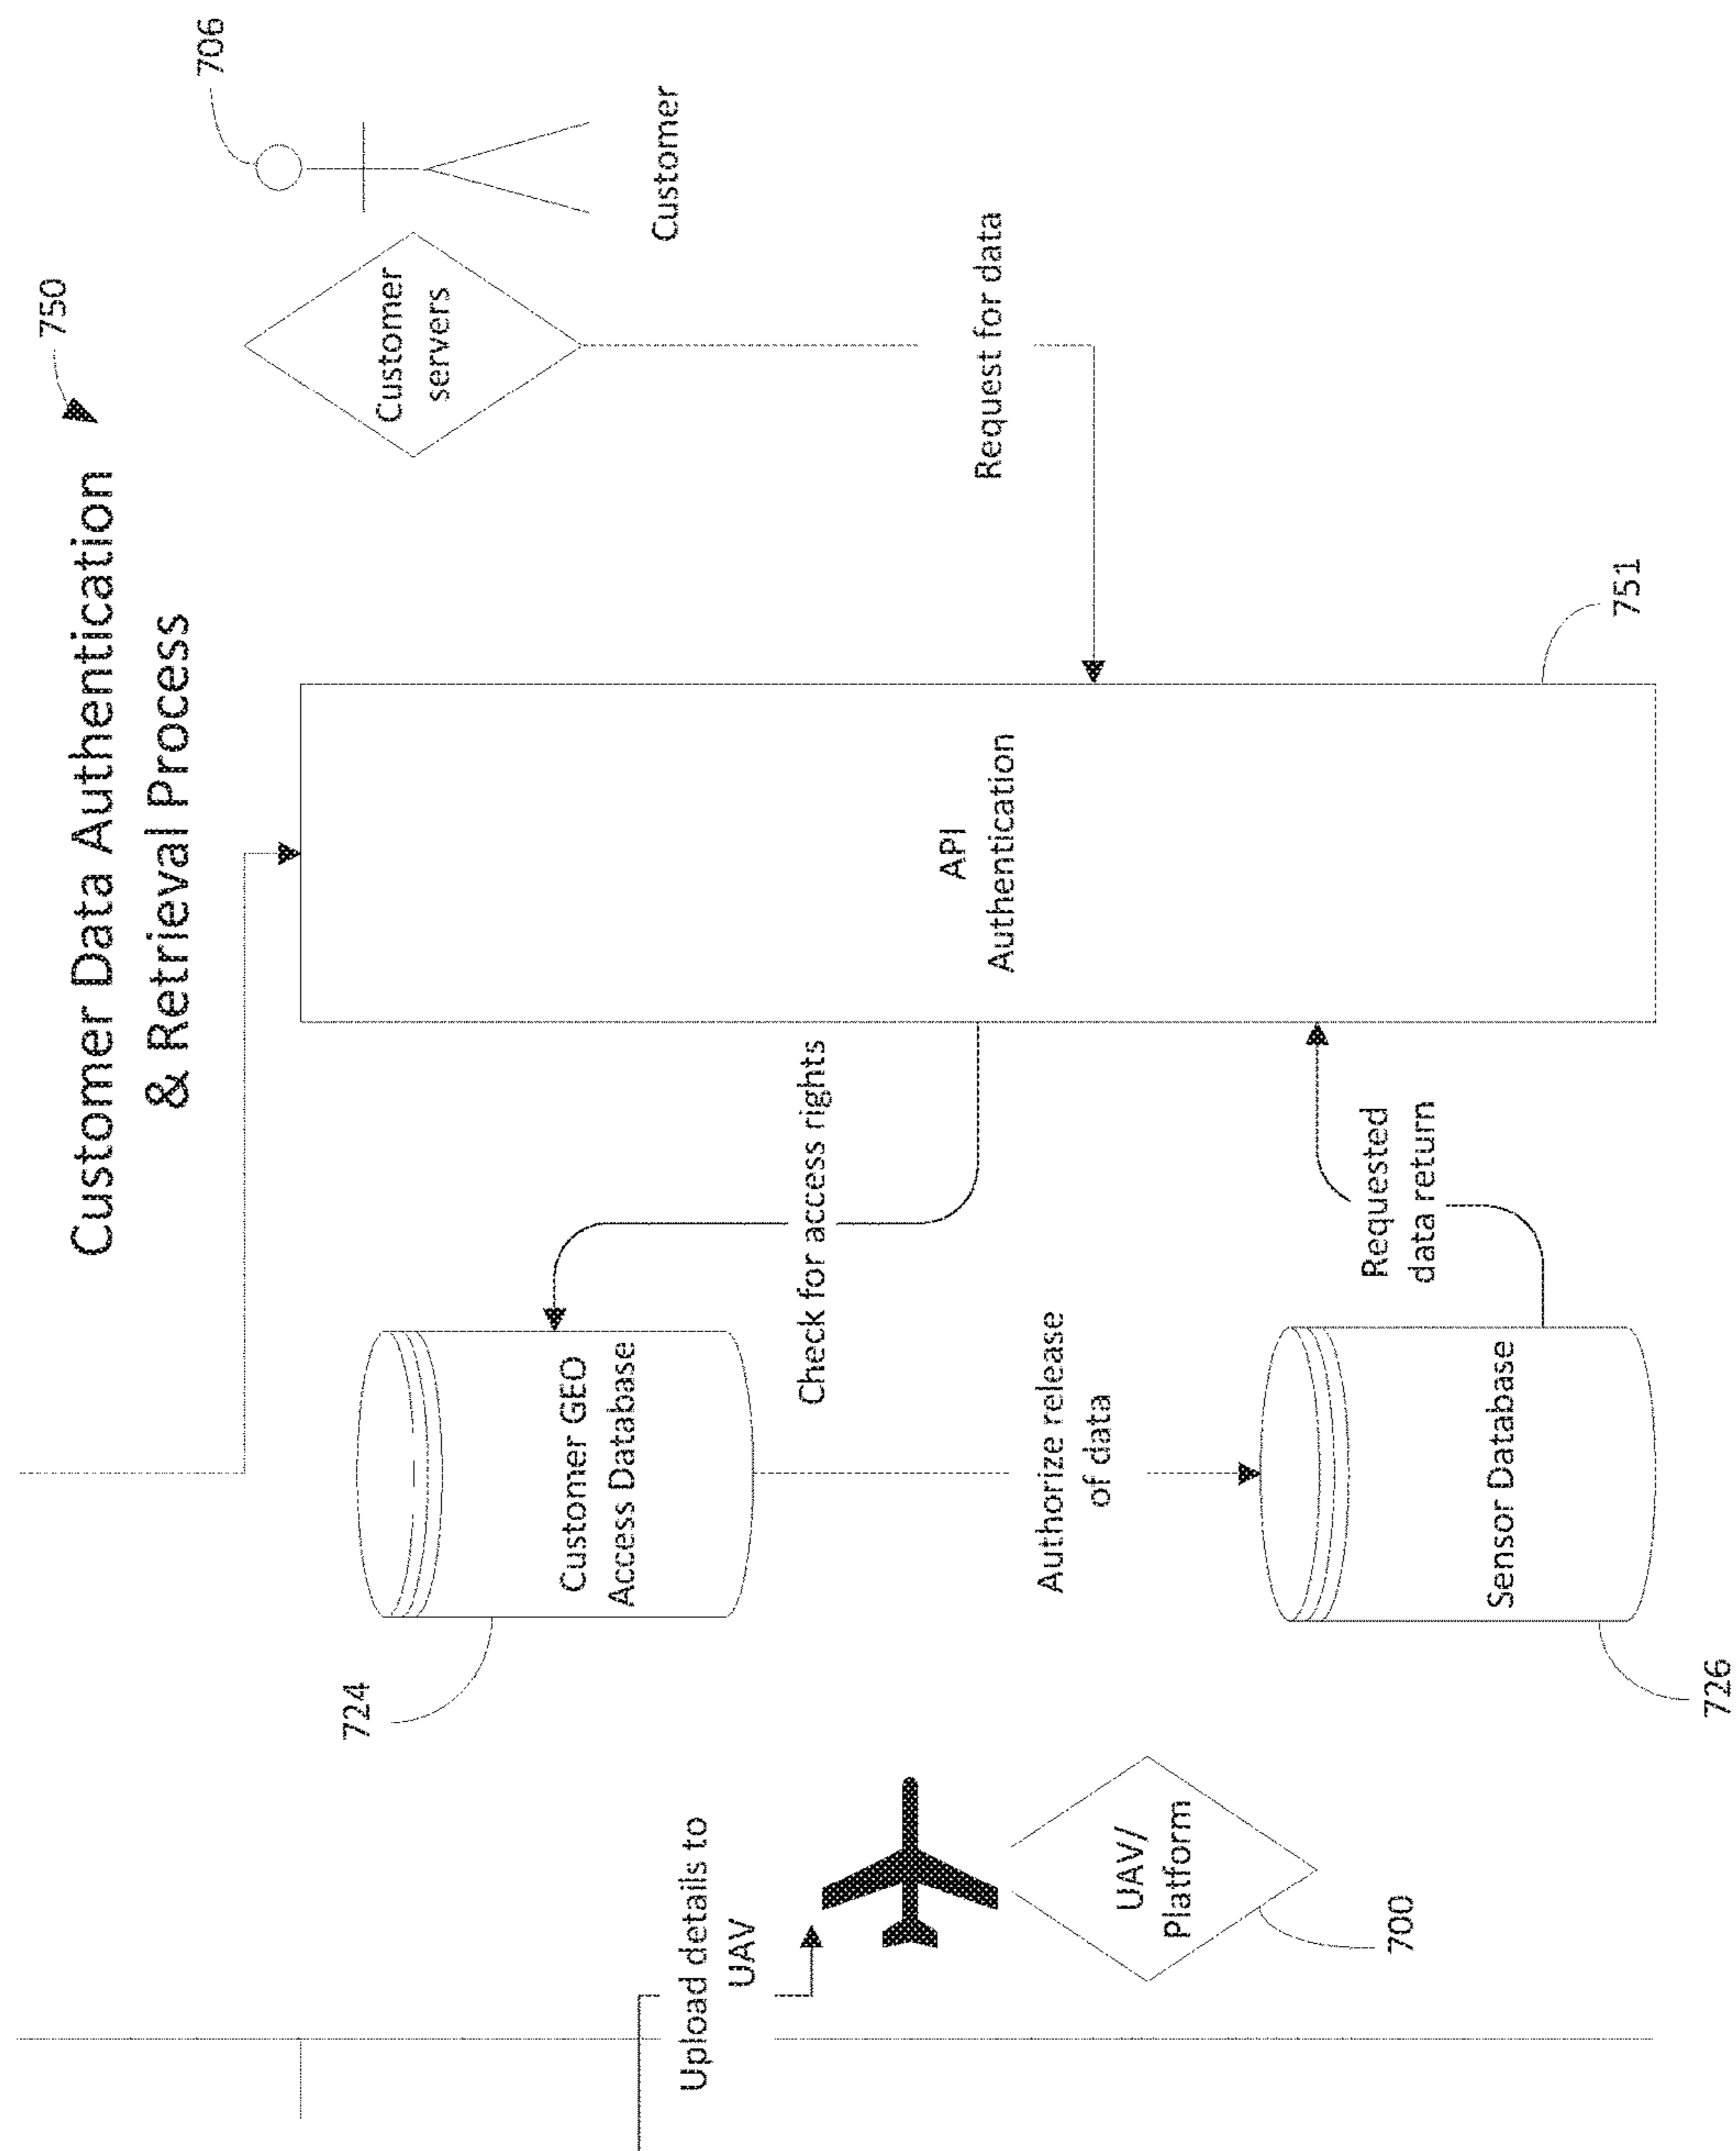 Customer Data Authentication
& Retrieval Process
750
706
Customer
servers
Customer
Request for data
API
Authentication
751
Check for access rights
Customer GEO
Access Database
724
Authorize release
of data
Requested
data return
Sensor Database
726
Upload details to
UAV
UAV/
Platform
700